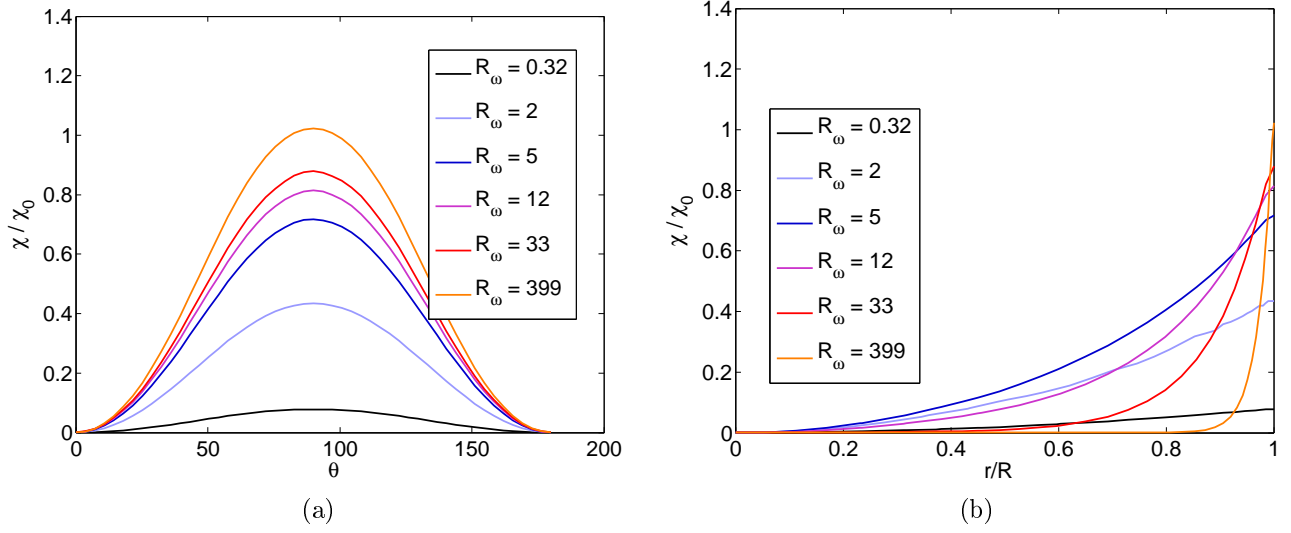 1.4
1.2
1
0.8
0.6
0.4
0.2
0
χ / χ₀
0 50 100 150 200
θ
R_ω = 0.32
R_ω = 2
R_ω = 5
R_ω = 12
R_ω = 33
R_ω = 399
(a)
1.4
1.2
1
0.8
0.6
0.4
0.2
0
χ / χ₀
0 0.2 0.4 0.6 0.8 1
r/R
R_ω = 0.32
R_ω = 2
R_ω = 5
R_ω = 12
R_ω = 33
R_ω = 399
(b)